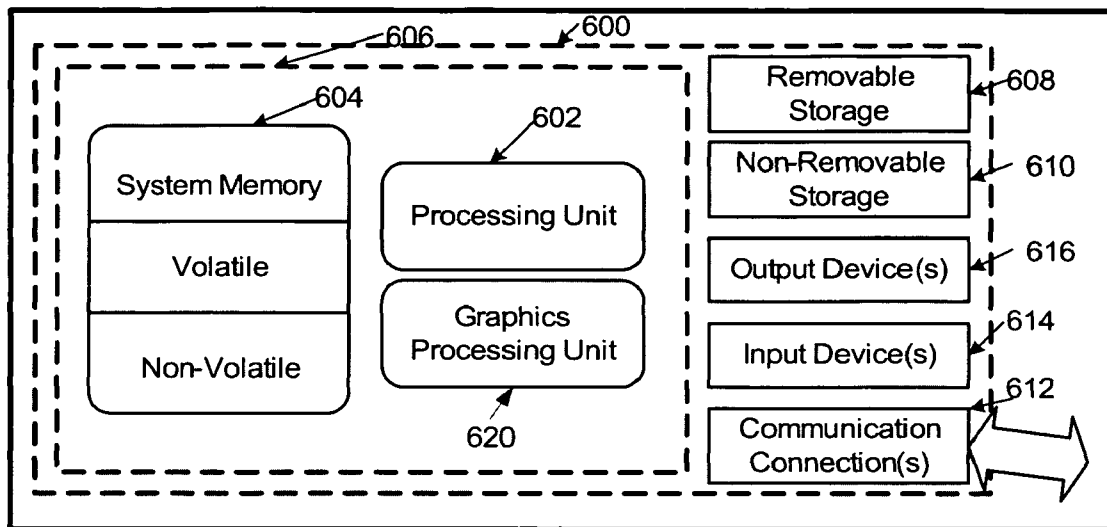 600
606
604
System Memory
Volatile
Non-Volatile
602
Processing Unit
Graphics
Processing Unit
620
Removable
Storage
608
Non-Removable
Storage
610
Output Device(s)
616
Input Device(s)
614
612
Communication
Connection(s)